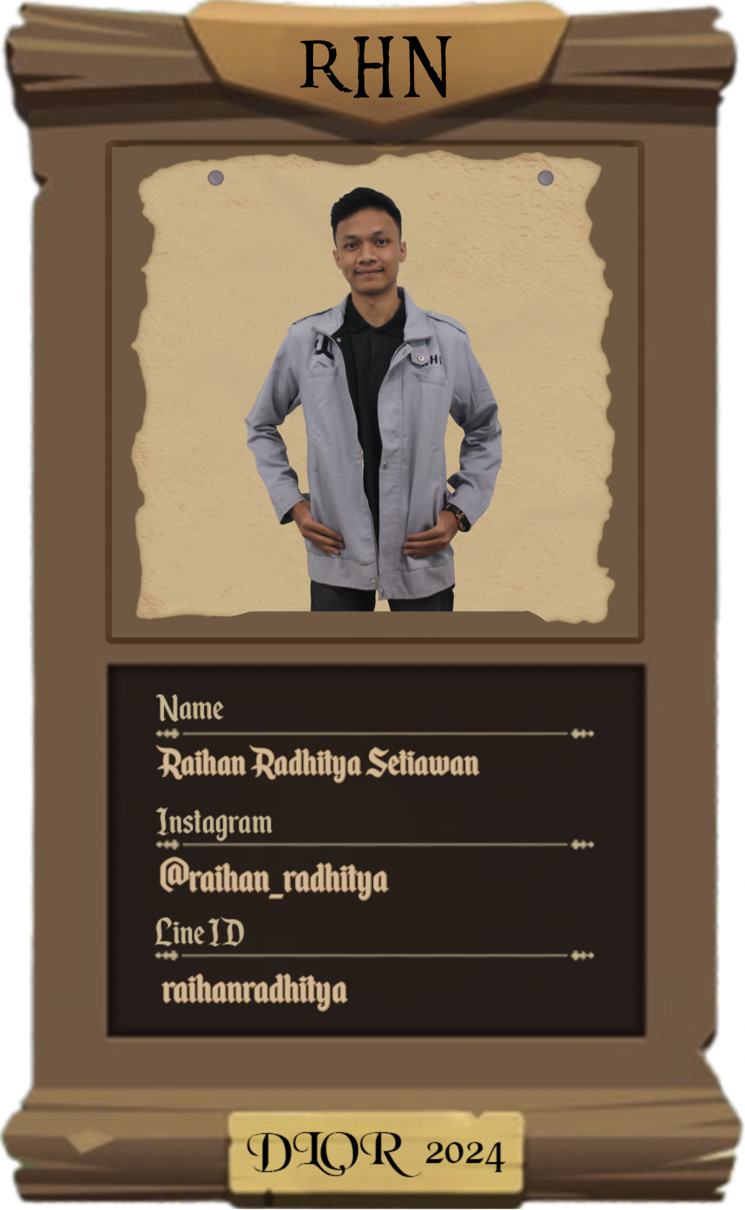 RHN
Name
Raihan Radhitya Setiawan
Instagram
@raihan_radhitya
Line ID
raihanradhitya
DLOR 2024